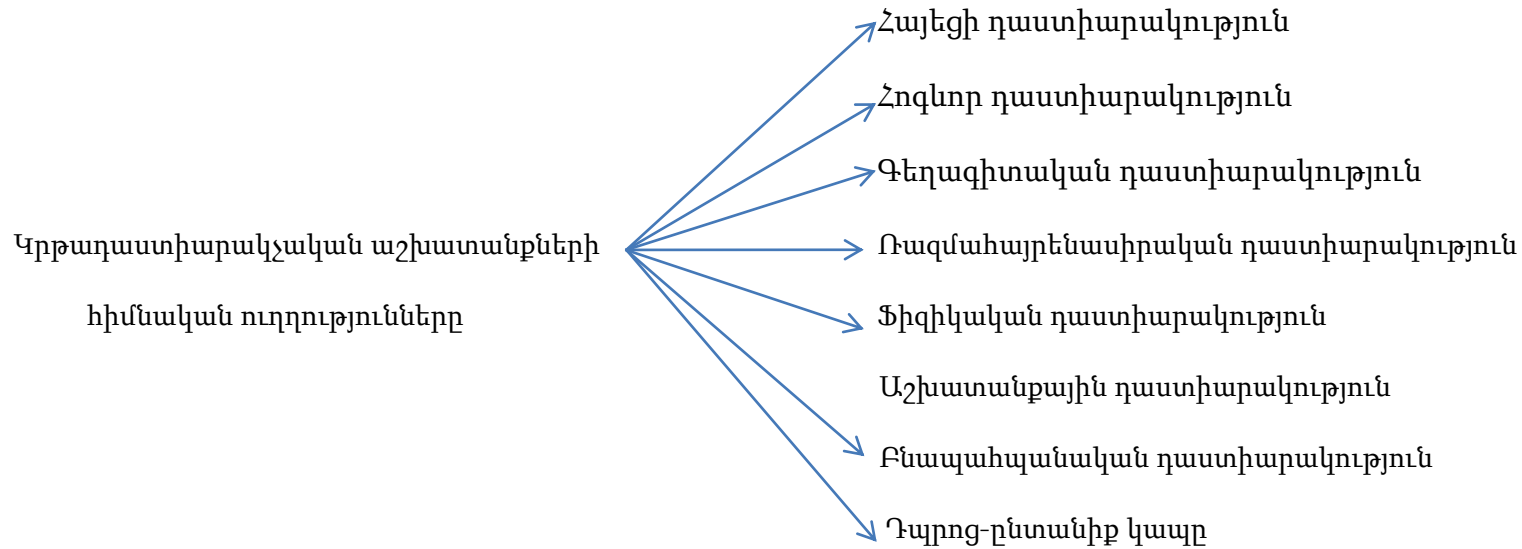 Կրթադաստիարակչական աշխատանքների
հիմնական ուղղությունները
Հայեցի դաստիարակություն
Հոգևոր դաստիարակություն
Գեղագիտական դաստիարակություն
Ռազմահայրենասիրական դաստիարակություն
Ֆիզիկական դաստիարակություն
Աշխատանքային դաստիարակություն
Բնապահպանական դաստիարակություն
Դպրոց-ընտանիք կապը